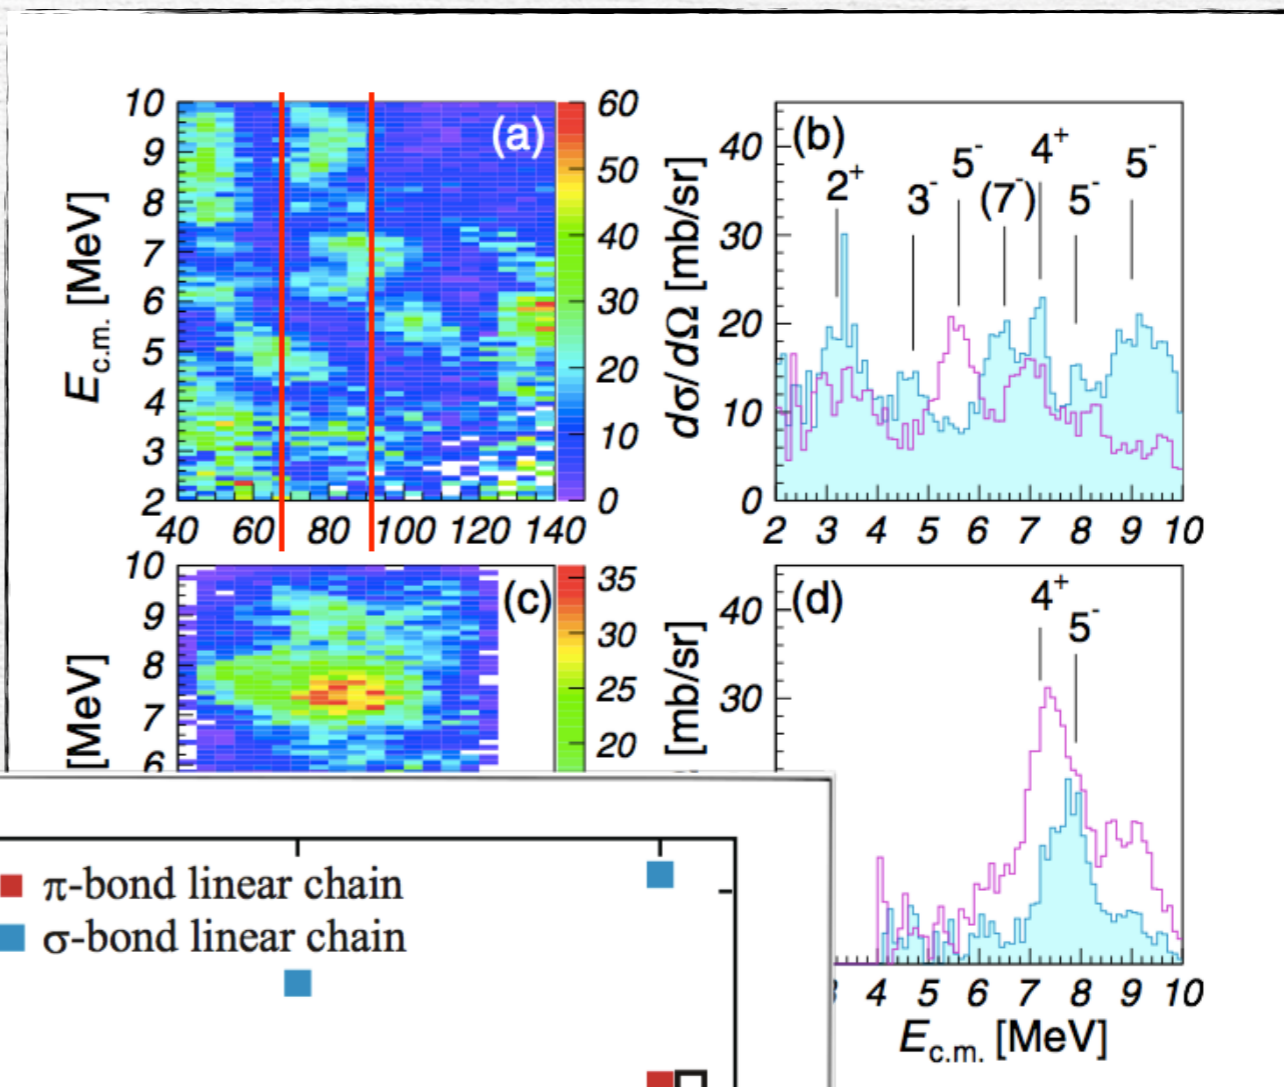 10
9
8
7
6
5
4
3
2
E c.m. [MeV]
(a)
40 60 80 100 120 140
60
50
40
30
20
10
0
(b)
2+
3-
5-
(7-)
4+
5-
5-
dσ/dΩ [mb/sr]
40
30
20
10
0
2 3 4 5 6 7 8 9 10
10
9
8
7
6
[MeV]
(c)
35
30
25
20
(d)
4+
5-
[mb/sr]
40
30
4 5 6 7 8 9 10
E c.m. [MeV]
π-bond linear chain
σ-bond linear chain